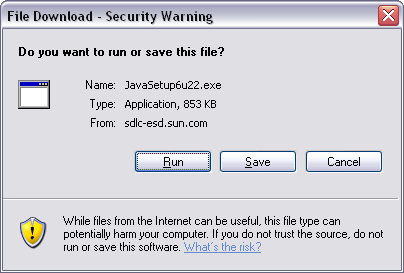 File Download - Security Warning
Do you want to run or save this file?
Name: JavaSetup6u22.exe
Type: Application, 853 KB
From: sdlc-esd.sun.com
Run Save Cancel
While files from the Internet can be useful, this file type can
potentially harm your computer. If you do not trust the source, do not
run or save this software. What's the risk?